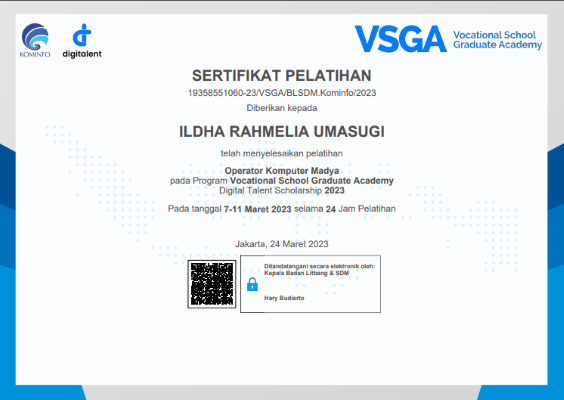 KOMINFO
digitalent
VSGA
Vocational School
Graduate Academy
SERTIFIKAT PELATIHAN
19358551060-23/VSGA/BLSDM.Kominfo/2023
Diberikan kepada
ILDHA RAHMELIA UMASUGI
telah menyelesaikan pelatihan
Operator Komputer Madya
pada Program Vocational School Graduate Academy
Digital Talent Scholarship 2023
Pada tanggal 7-11 Maret 2023 selama 24 Jam Pelatihan
Jakarta, 24 Maret 2023
Ditandatangani secara elektronik oleh:
Kepala Badan Litbang & SDM
Hary Budiarto